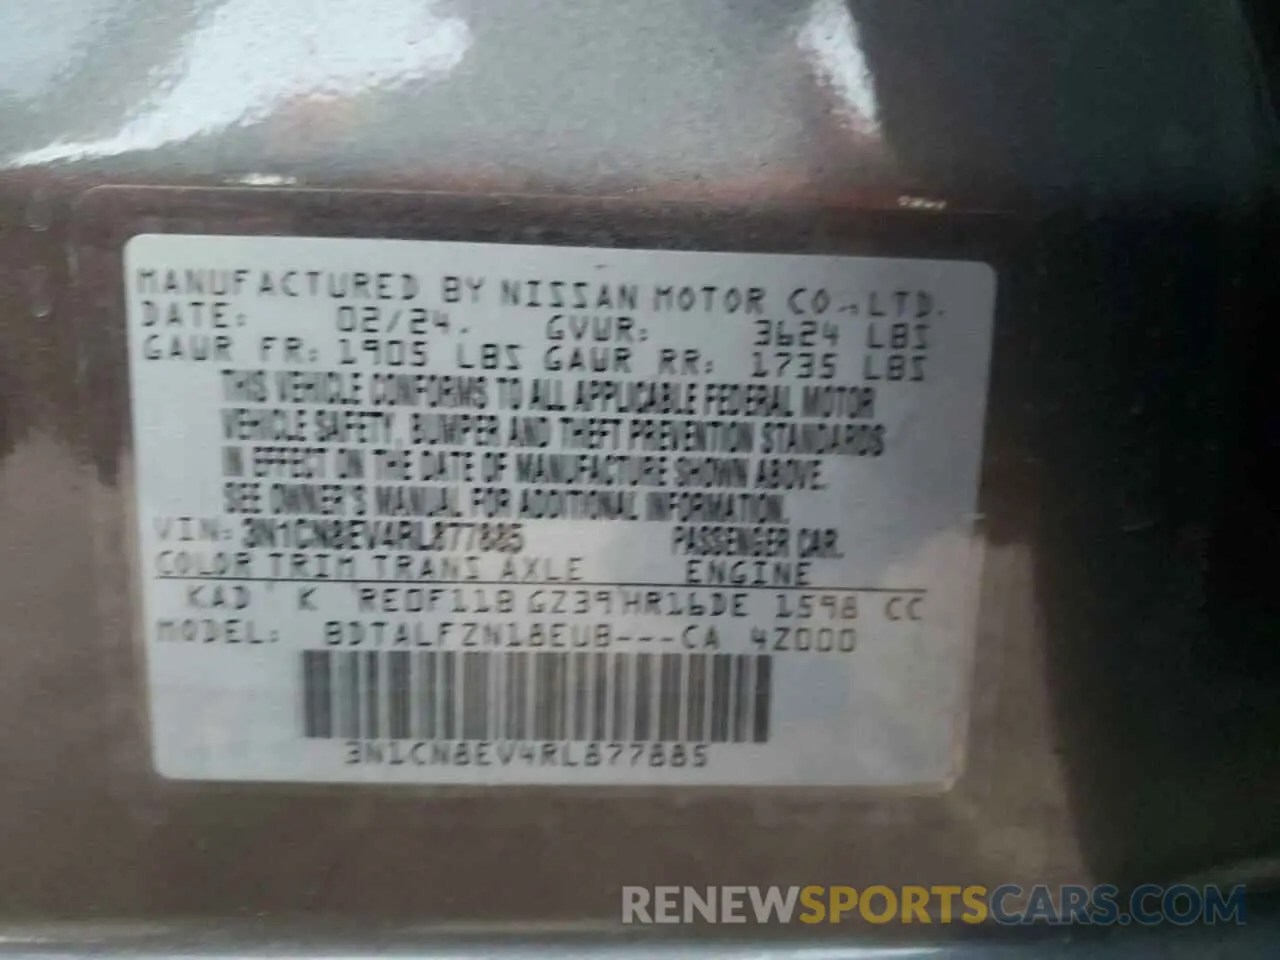 MANUFACTURED BY NISSAN MOTOR CO., LTD.
DATE: 02/24. GVWR: 3624 LBS
GAWR FR: 1905 LBS GAWR RR: 1735 LBS
THIS VEHICLE CONFORMS TO ALL APPLICABLE FEDERAL MOTOR
VEHICLE SAFETY, BUMPER AND THEFT PREVENTION STANDARDS
IN EFFECT ON THE DATE OF MANUFACTURE SHOWN ABOVE.
SEE OWNER'S MANUAL FOR ADDITIONAL INFORMATION.
VIN: 3N1CN8EV4RL877885 PASSENGER CAR.
COLOR TRIM TRANS AXLE ENGINE
KAD K RE0F11B GZ39 HR16DE 1598 CC
MODEL: BDTALFZN18EUB---CA 4Z000
3N1CN8EV4RL877885
RENEWSPORTSCARS.COM